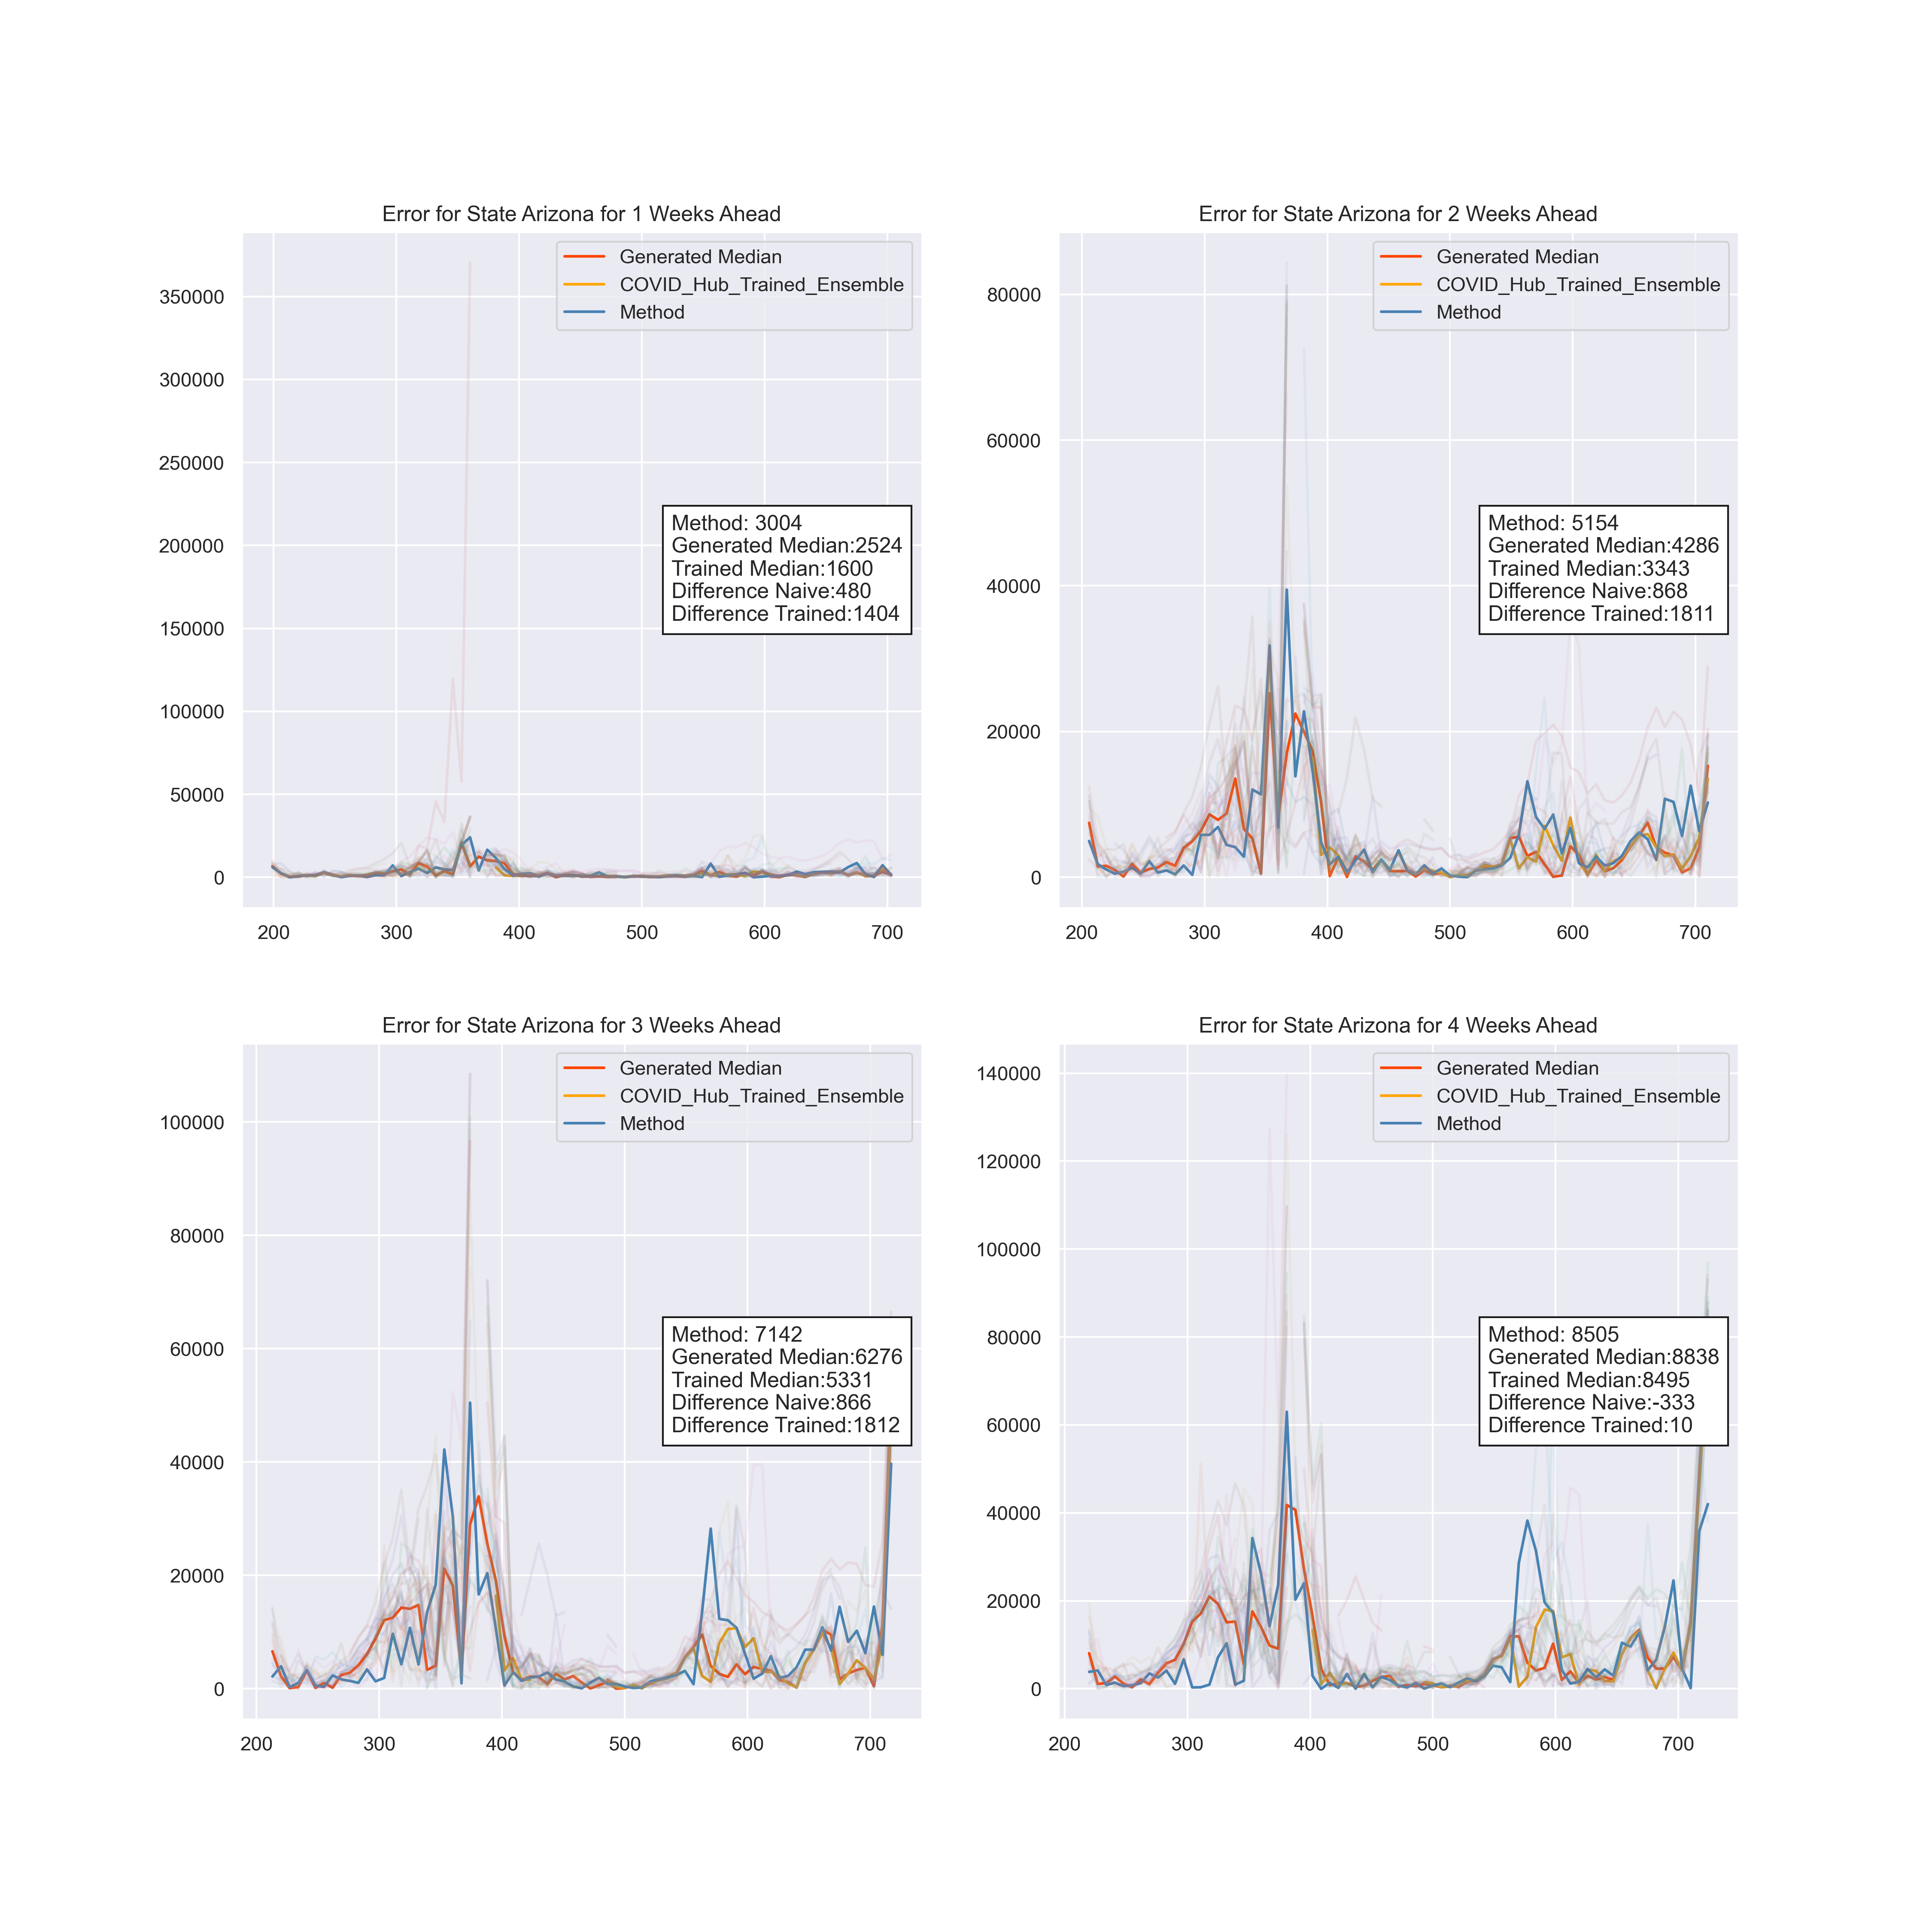 Error for State Arizona for 1 Weeks Ahead
Generated Median
COVID_Hub_Trained_Ensemble
Method
350000
300000
250000
200000
150000
100000
50000
0
Method: 3004
Generated Median:2524
Trained Median:1600
Difference Naive:480
Difference Trained:1404
200 300 400 500 600 700
Error for State Arizona for 2 Weeks Ahead
Generated Median
COVID_Hub_Trained_Ensemble
Method
80000
60000
40000
20000
0
Method: 5154
Generated Median:4286
Trained Median:3343
Difference Naive:868
Difference Trained:1811
200 300 400 500 600 700
Error for State Arizona for 3 Weeks Ahead
Generated Median
COVID_Hub_Trained_Ensemble
Method
100000
80000
60000
40000
20000
0
Method: 7142
Generated Median:6276
Trained Median:5331
Difference Naive:866
Difference Trained:1812
200 300 400 500 600 700
Error for State Arizona for 4 Weeks Ahead
Generated Median
COVID_Hub_Trained_Ensemble
Method
140000
120000
100000
80000
60000
40000
20000
0
Method: 8505
Generated Median:8838
Trained Median:8495
Difference Naive:-333
Difference Trained:10
200 300 400 500 600 700